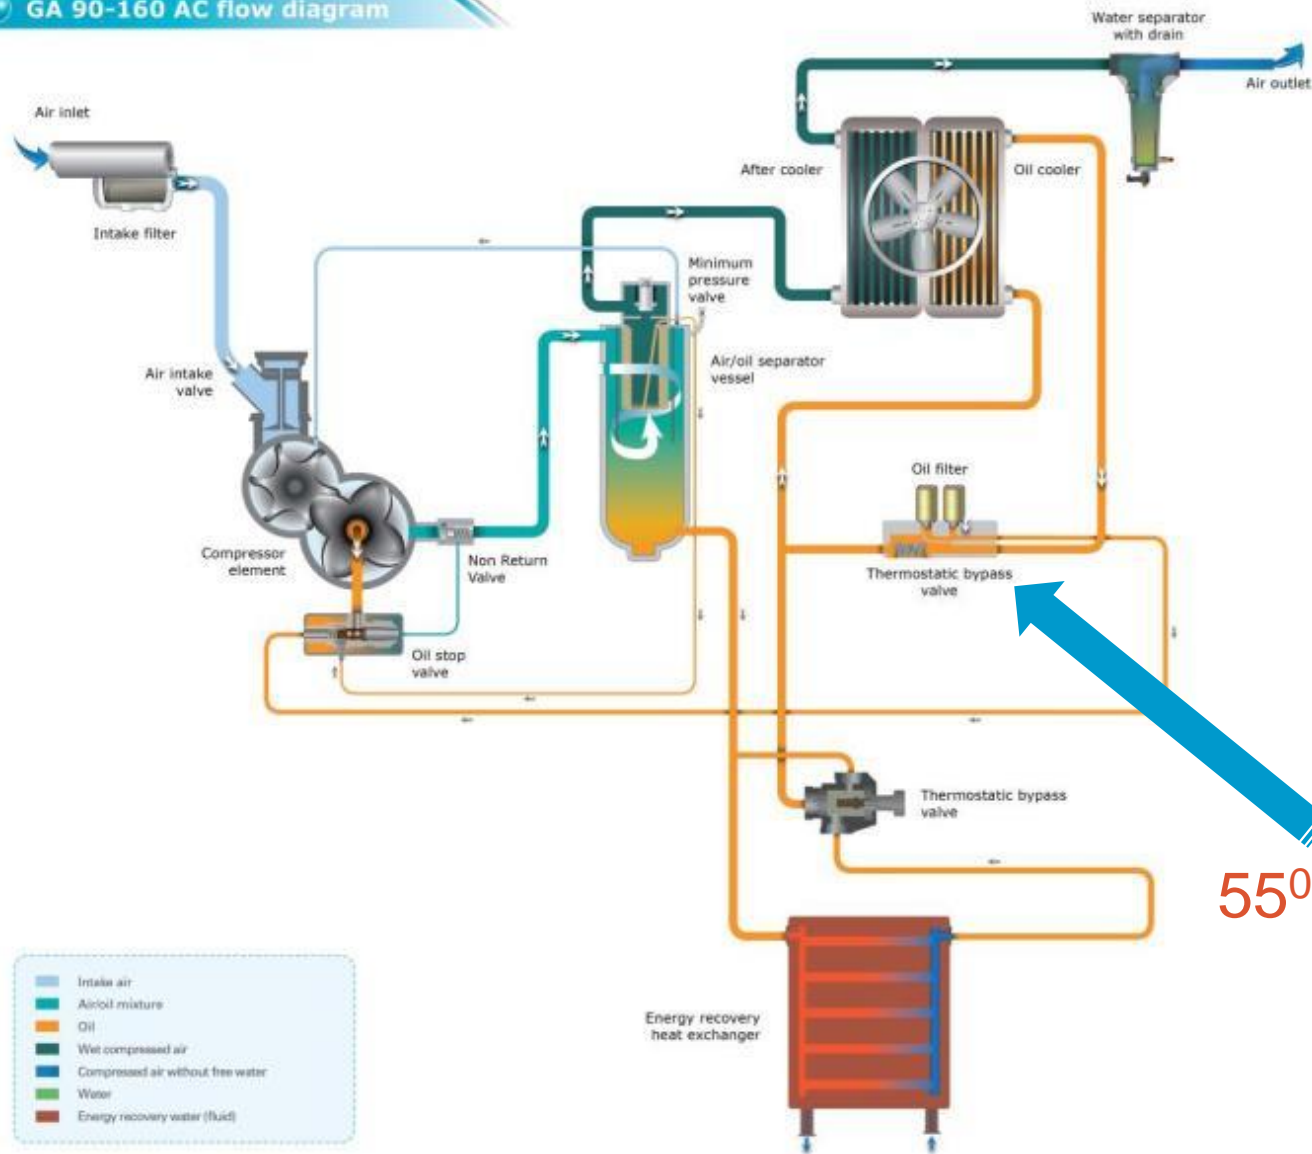 GA 90-160 AC flow diagram
Water separator
with drain
Air outlet
Air inlet
After cooler
Oil cooler
Intake filter
Minimum
pressure
valve
Air/oil separator
vessel
Air intake
valve
Oil filter
Compressor
element
Non Return
Valve
Thermostatic bypass
valve
Oil stop
valve
Thermostatic bypass
valve
55⁰
Energy recovery
heat exchanger
Intake air
Air/oil mixture
Oil
Wet compressed air
Compressed air without free water
Water
Energy recovery water (fluid)